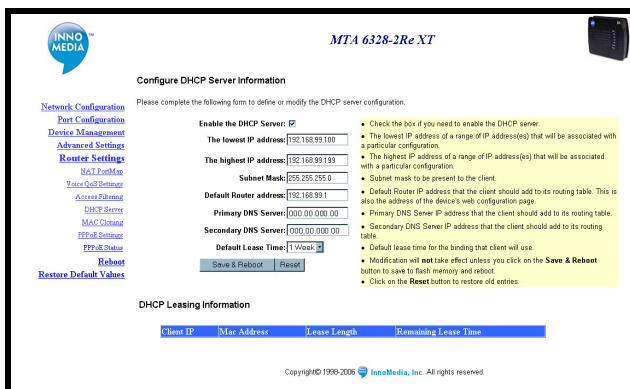 INNO
MEDIA
™
MTA 6328-2Re XT
Configure DHCP Server Information
Please complete the following form to define or modify the DHCP server configuration.
Network Configuration
Port Configuration
Device Management
Advanced Settings
Router Settings
NAT PortMap
Voice QoS Settings
Access Filtering
DHCP Server
MAC Cloning
PPPoE Settings
PPPoE Status
Reboot
Restore Default Values
Enable the DHCP Server:
The lowest IP address: 192.168.99.100
The highest IP address: 192.168.99.199
Subnet Mask: 255.255.255.0
Default Router address: 192.168.99.1
Primary DNS Server: 000.00.000.00
Secondary DNS Server: 000.00.000.00
Default Lease Time: 1 Week
Save & Reboot Reset
• Check the box if you need to enable the DHCP server.
• The lowest IP address of a range of IP address(es) that will be associated with
a particular configuration.
• The highest IP address of a range of IP address(es) that will be associated
with a particular configuration.
• Subnet mask to be present to the client.
• Default Router IP address that the client should add to its routing table. This is
also the address of the device's web configuration page.
• Primary DNS Server IP address that the client should add to its routing table.
• Secondary DNS Server IP address that the client should add to its routing
table.
• Default lease time for the binding that client will use.
• Modification will not take effect unless you click on the Save & Reboot
button to save to flash memory and reboot.
• Click on the Reset button to restore old entries.
DHCP Leasing Information
Client IP Mac Address Lease Length Remaining Lease Time
Copyright© 1998-2006 InnoMedia, Inc. All rights reserved.